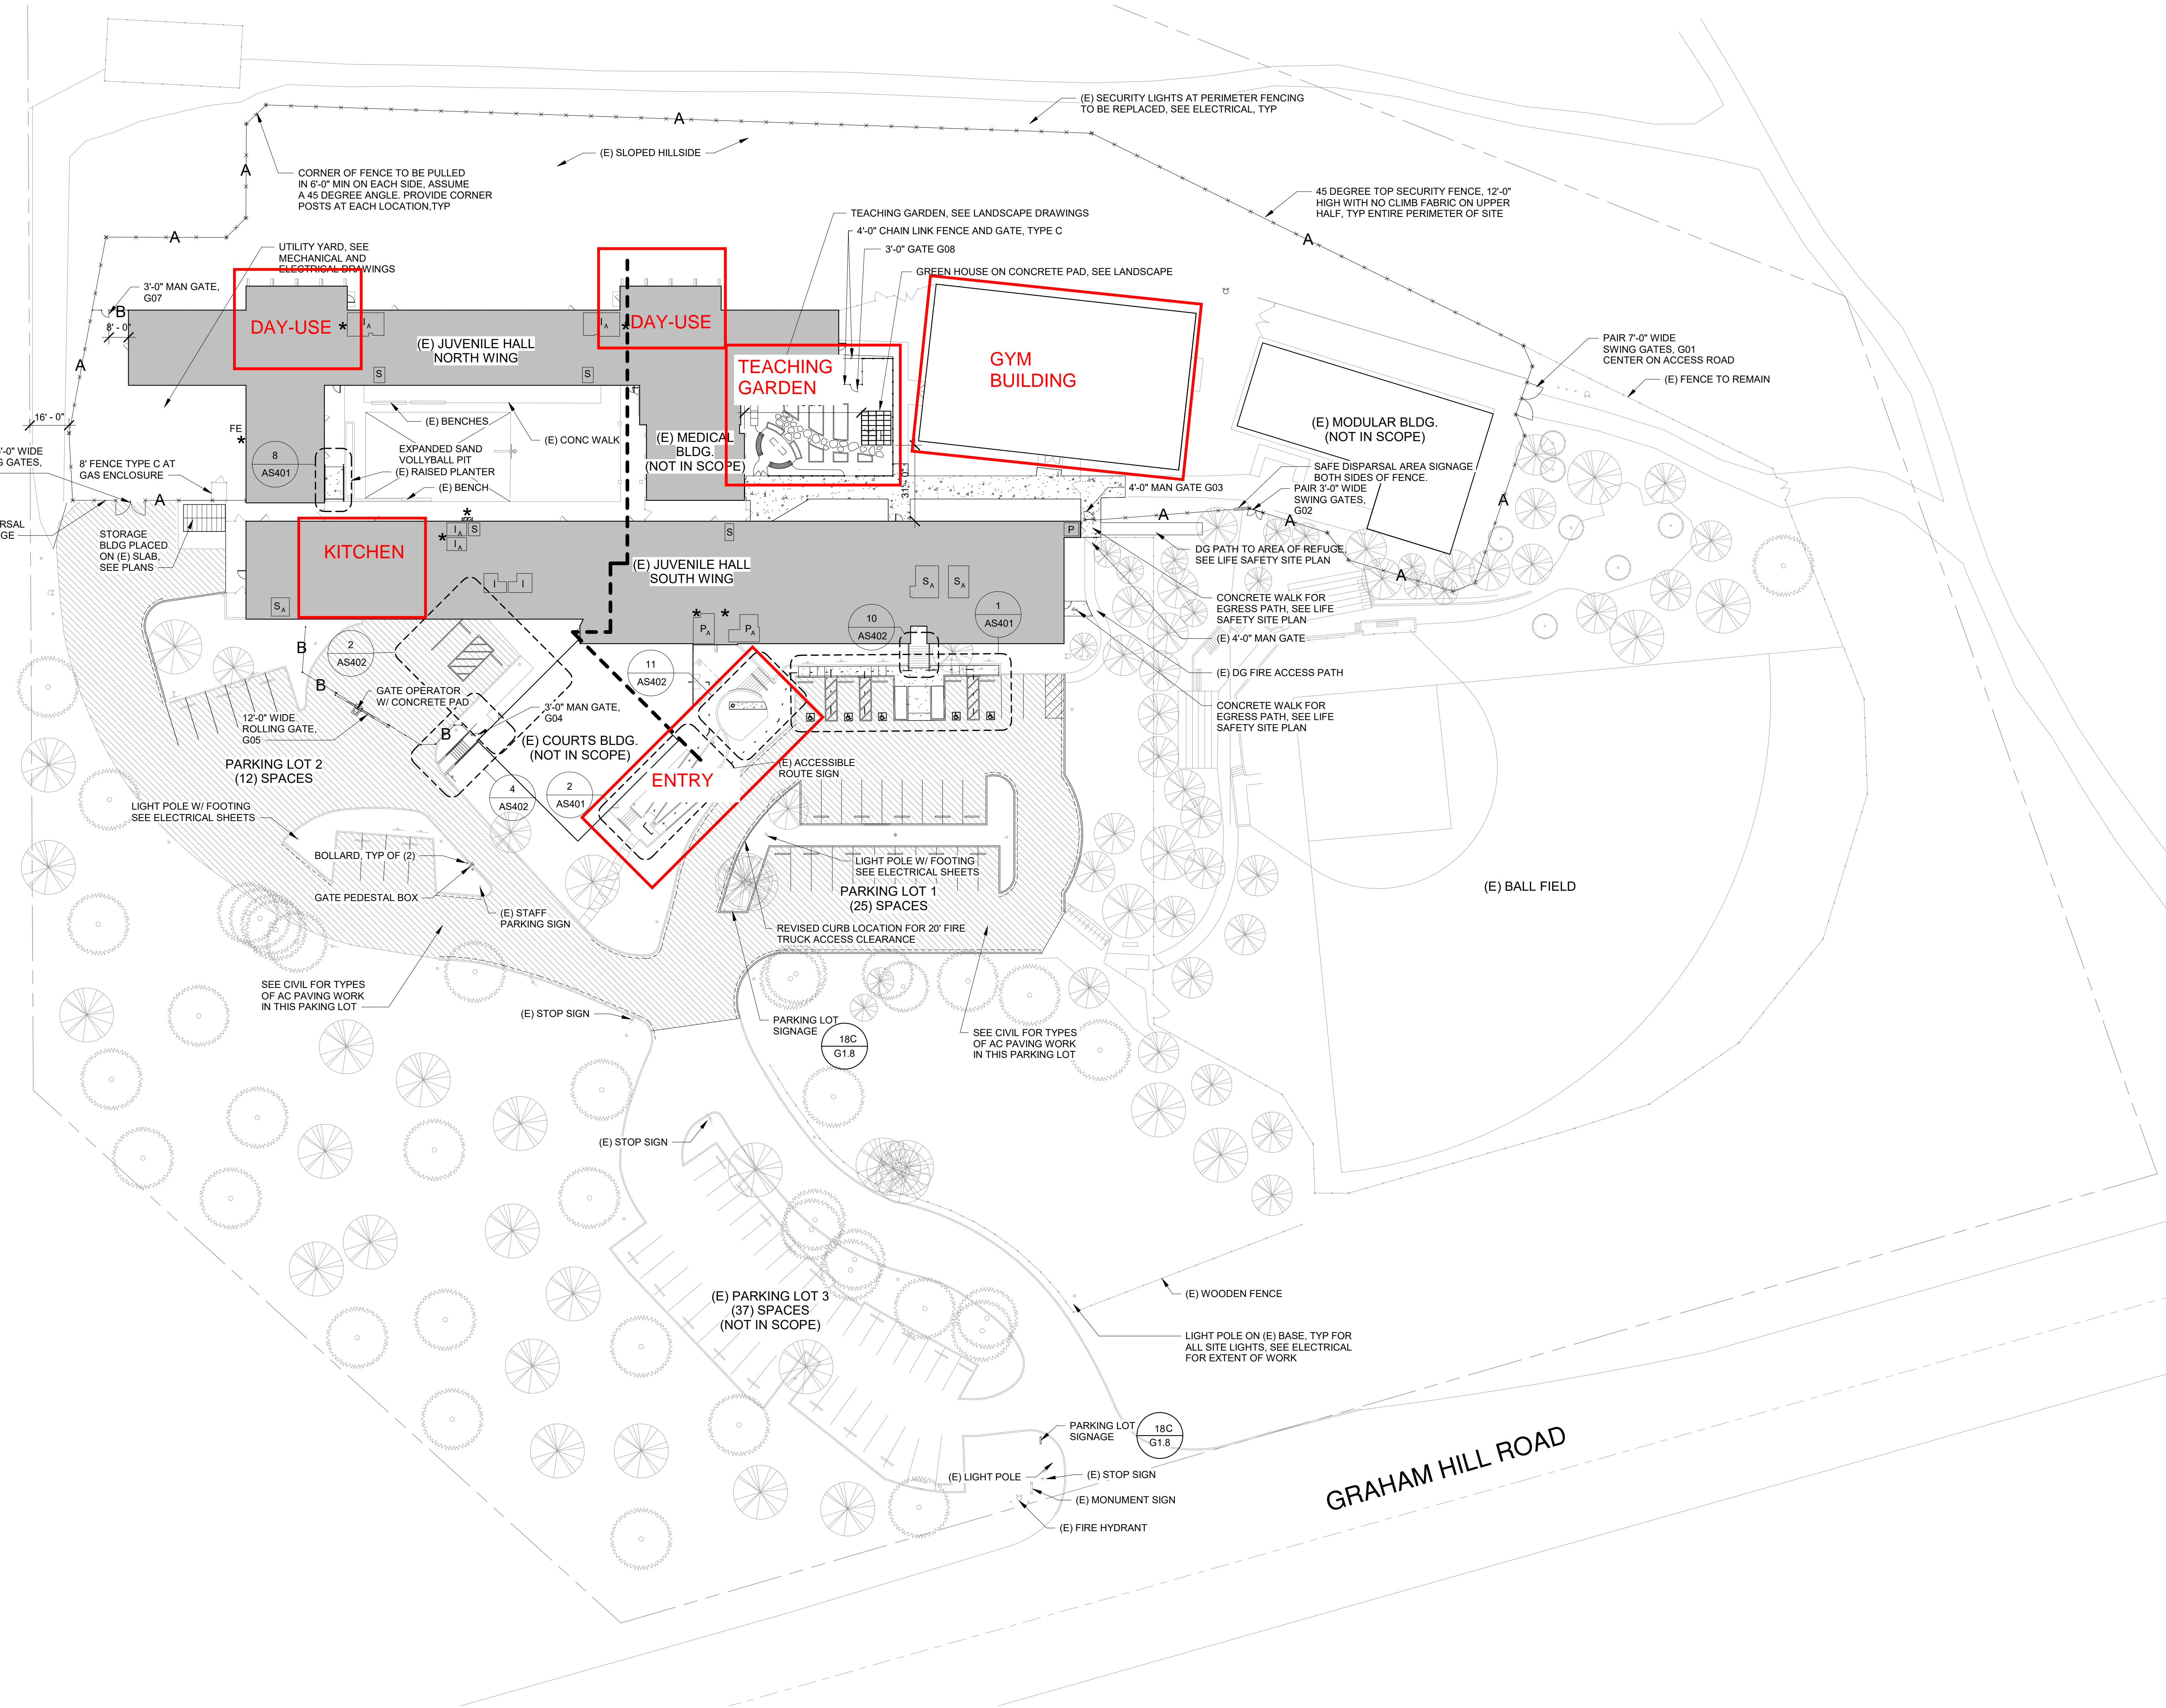 (E) SECURITY LIGHTS AT PERIMETER FENCING
TO BE REPLACED, SEE ELECTRICAL, TYP
A
(E) SLOPED HILLSIDE
A
CORNER OF FENCE TO BE PULLED
IN 6'-0" MIN ON EACH SIDE, ASSUME
A 45 DEGREE ANGLE. PROVIDE CORNER
POSTS AT EACH LOCATION,TYP
45 DEGREE TOP SECURITY FENCE, 12'-0"
HIGH WITH NO CLIMB FABRIC ON UPPER
HALF, TYP ENTIRE PERIMETER OF SITE
TEACHING GARDEN, SEE LANDSCAPE DRAWINGS
4'-0" CHAIN LINK FENCE AND GATE, TYPE C
3'-0" GATE G08
GREEN HOUSE ON CONCRETE PAD, SEE LANDSCAPE
A
A
UTILITY YARD, SEE
MECHANICAL AND
ELECTRICAL DRAWINGS
3'-0" MAN GATE,
G07
B
8' - 0"
A
DAY-USE
*
IA
(E) JUVENILE HALL
NORTH WING
IA
*
DAY-USE
S
S
TEACHING
GARDEN
GYM
BUILDING
PAIR 7'-0" WIDE
SWING GATES, G01
CENTER ON ACCESS ROAD
(E) FENCE TO REMAIN
(E) MODULAR BLDG.
(NOT IN SCOPE)
16' - 0"
FE
*
8
AS401
(E) BENCHES
EXPANDED SAND
VOLLYBALL PIT
(E) RAISED PLANTER
(E) BENCH
(E) CONC WALK
(E) MEDICAL
BLDG.
(NOT IN SCOPE)
'-0" WIDE
G GATES,
8' FENCE TYPE C AT
GAS ENCLOSURE
A
RSAL
GE
STORAGE
BLDG PLACED
ON (E) SLAB,
SEE PLANS
SAFE DISPARSAL AREA SIGNAGE
BOTH SIDES OF FENCE.
PAIR 3'-0" WIDE
SWING GATES,
G02
4'-0" MAN GATE G03
A
A
A
A
DG PATH TO AREA OF REFUGE,
SEE LIFE SAFETY SITE PLAN
KITCHEN
*
*
IA
S
IA
S
P
(E) JUVENILE HALL
SOUTH WING
I
I
SA
SA
SA
*
*
PA
PA
10
AS402
1
AS401
CONCRETE WALK FOR
EGRESS PATH, SEE LIFE
SAFETY SITE PLAN
(E) 4'-0" MAN GATE
(E) DG FIRE ACCESS PATH
CONCRETE WALK FOR
EGRESS PATH, SEE LIFE
SAFETY SITE PLAN
B
2
AS402
B
GATE OPERATOR
W/ CONCRETE PAD
12'-0" WIDE
ROLLING GATE,
G05
B
3'-0" MAN GATE,
G04
11
AS402
(E) COURTS BLDG.
(NOT IN SCOPE)
PARKING LOT 2
(12) SPACES
4
AS402
2
AS401
ENTRY
(E) ACCESSIBLE
ROUTE SIGN
LIGHT POLE W/ FOOTING
SEE ELECTRICAL SHEETS
BOLLARD, TYP OF (2)
GATE PEDESTAL BOX
(E) STAFF
PARKING SIGN
LIGHT POLE W/ FOOTING
SEE ELECTRICAL SHEETS
PARKING LOT 1
(25) SPACES
REVISED CURB LOCATION FOR 20' FIRE
TRUCK ACCESS CLEARANCE
(E) BALL FIELD
SEE CIVIL FOR TYPES
OF AC PAVING WORK
IN THIS PAKING LOT
(E) STOP SIGN
PARKING LOT
SIGNAGE
18C
G1.8
SEE CIVIL FOR TYPES
OF AC PAVING WORK
IN THIS PARKING LOT
(E) STOP SIGN
(E) PARKING LOT 3
(37) SPACES
(NOT IN SCOPE)
(E) WOODEN FENCE
LIGHT POLE ON (E) BASE, TYP FOR
ALL SITE LIGHTS, SEE ELECTRICAL
FOR EXTENT OF WORK
PARKING LOT
SIGNAGE
18C
G1.8
(E) LIGHT POLE
(E) STOP SIGN
(E) MONUMENT SIGN
(E) FIRE HYDRANT
GRAHAM HILL ROAD